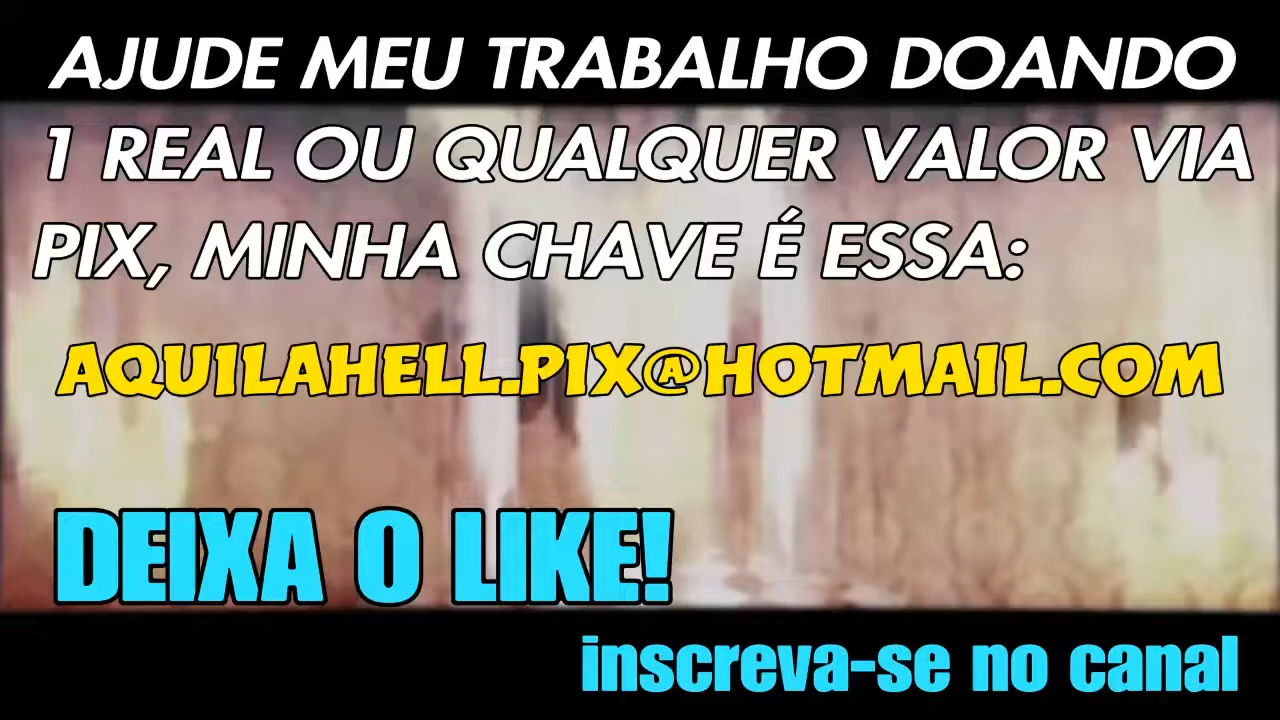 AJUDE MEU TRABALHO DOANDO
1 REAL OU QUALQUER VALOR VIA
PIX, MINHA CHAVE É ESSA:
AQUILAHELL.PIX@HOTMAIL.COM
DEIXA O LIKE!
inscreva-se no canal